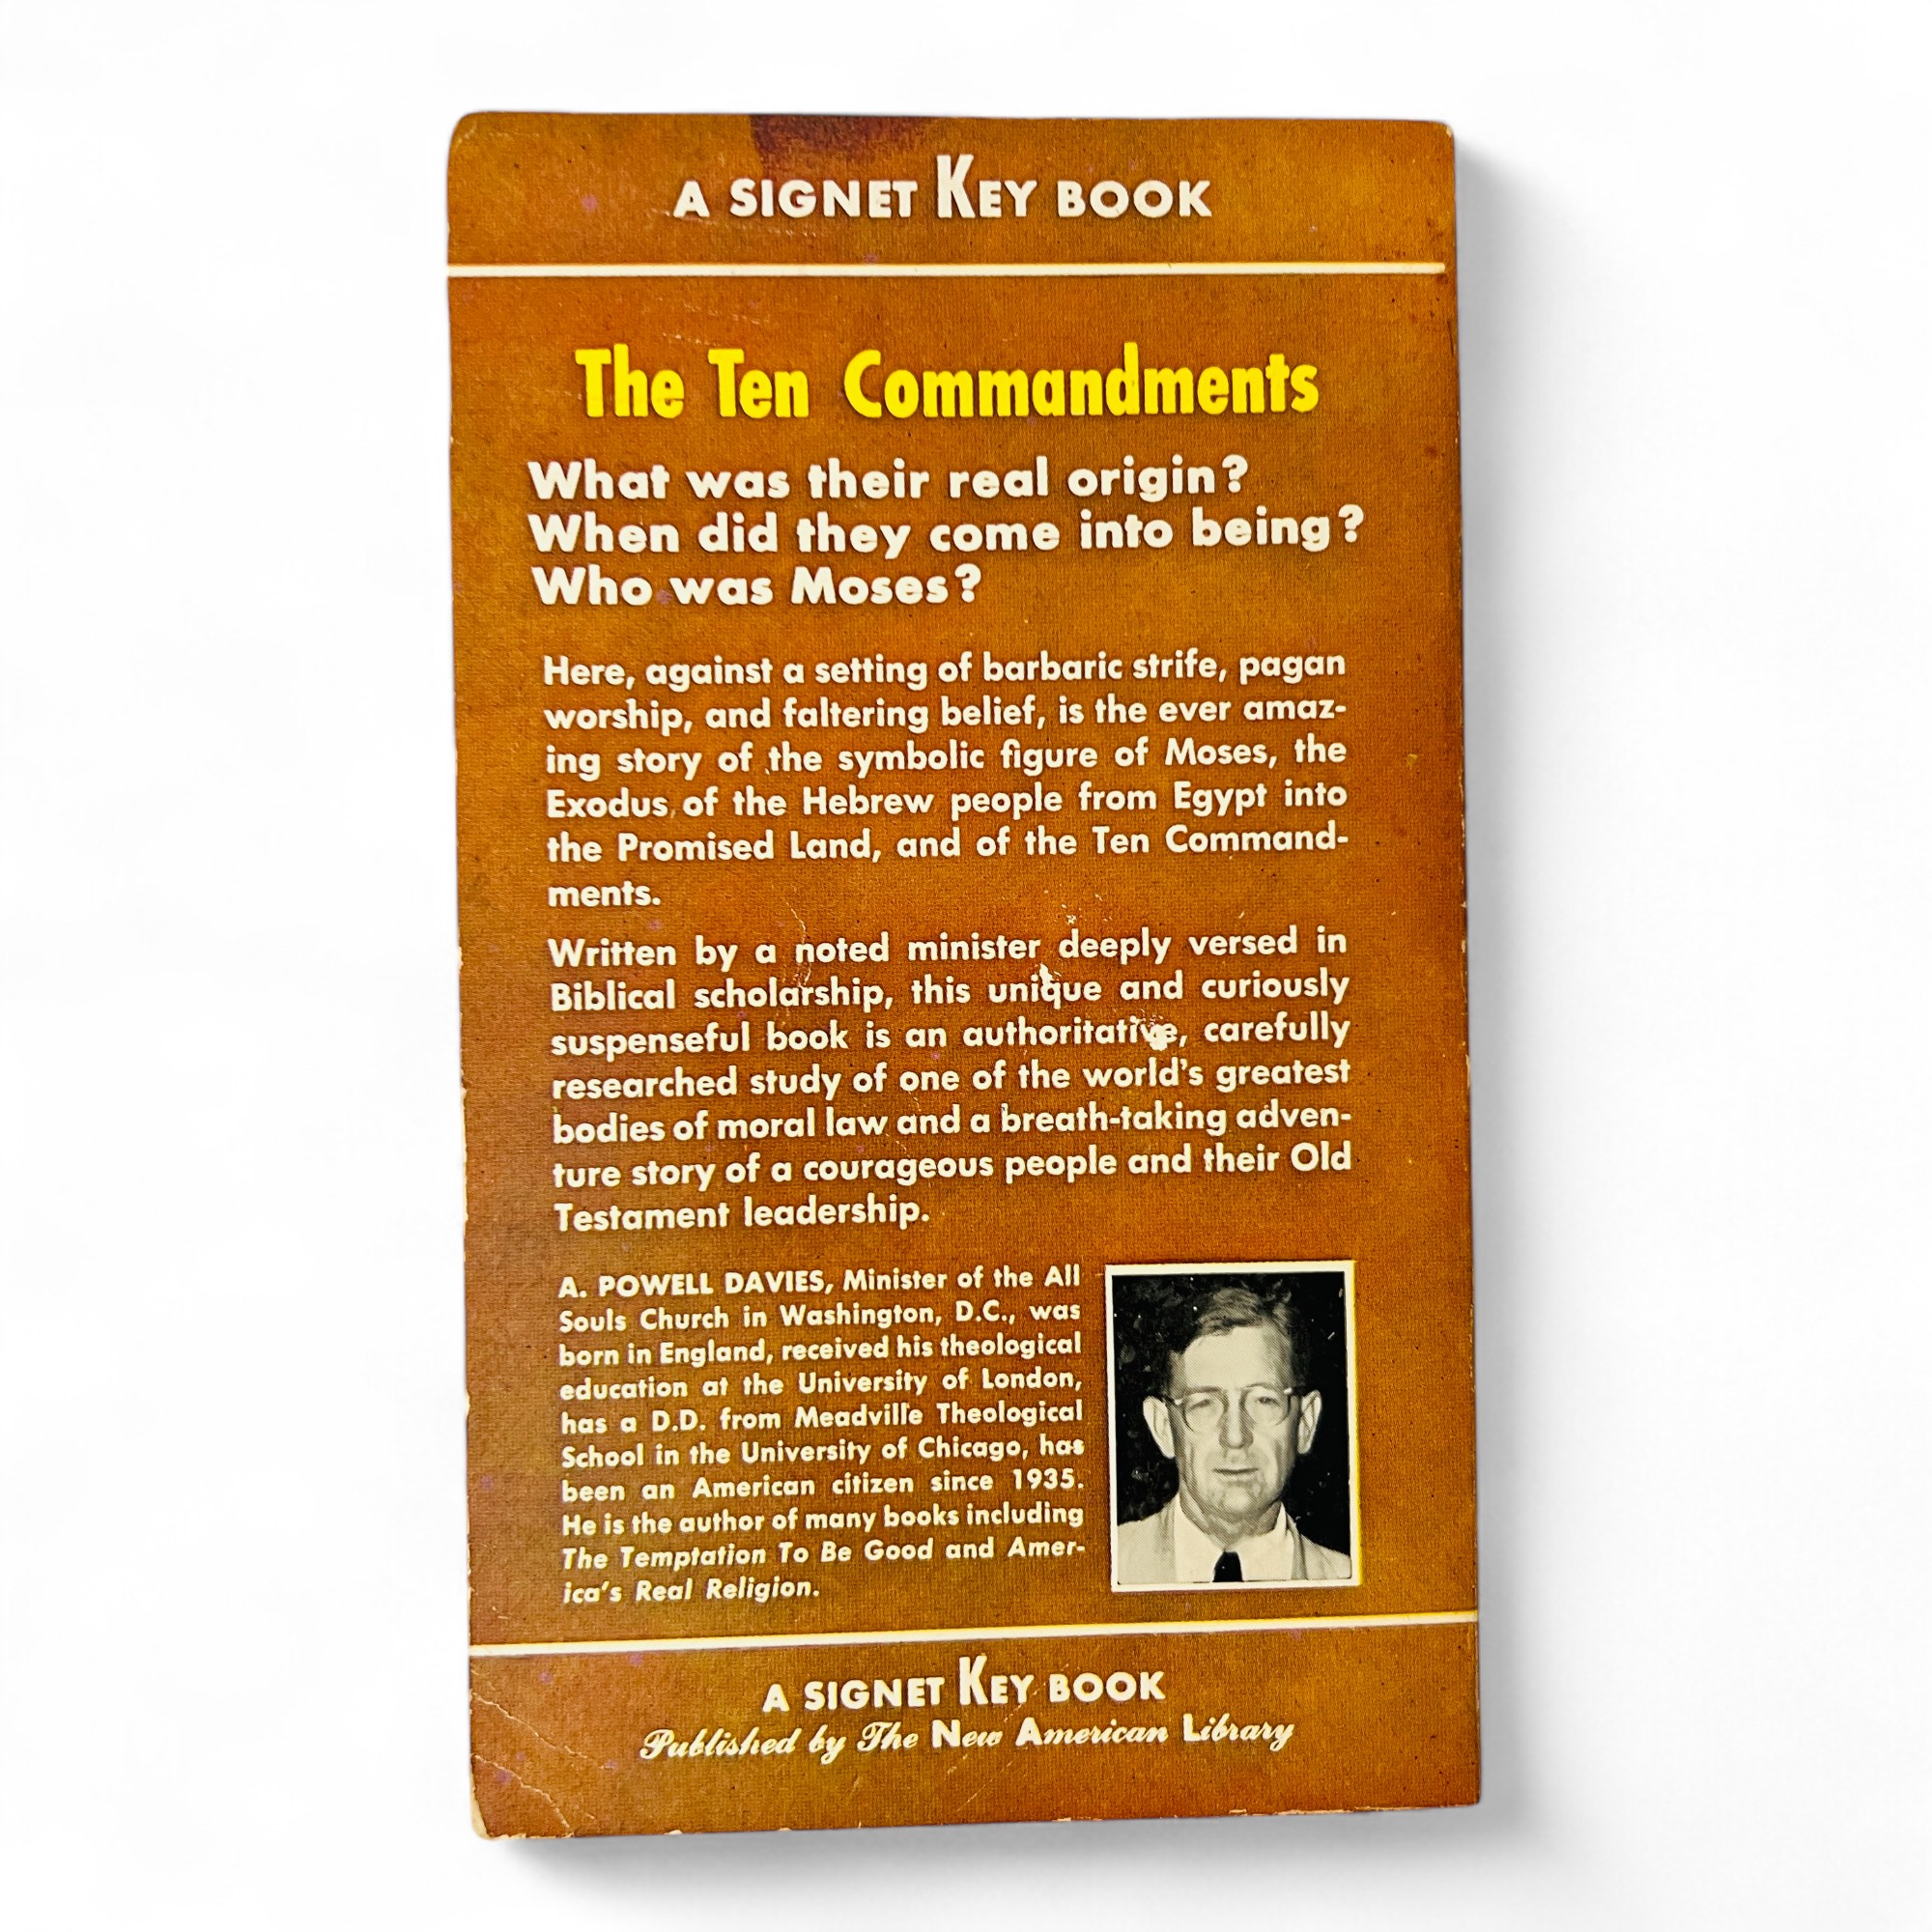 A SIGNET KEY BOOK
The Ten Commandments
What was their real origin?
When did they come into being?
Who was Moses?
Here, against a setting of barbaric strife, pagan
worship, and faltering belief, is the ever amaz-
ing story of the symbolic figure of Moses, the
Exodus of the Hebrew people from Egypt into
the Promised Land, and of the Ten Command-
ments.
Written by a noted minister deeply versed in
Biblical scholarship, this unique and curiously
suspenseful book is an authoritative, carefully
researched study of one of the world's greatest
bodies of moral law and a breath-taking adven-
ture story of a courageous people and their Old
Testament leadership.
A. POWELL DAVIES, Minister of the All
Souls Church in Washington, D.C., was
born in England, received his theological
education at the University of London,
has a D.D. from Meadville Theological
School in the University of Chicago, has
been an American citizen since 1935.
He is the author of many books including
The Temptation To Be Good and Amer-
ica's Real Religion.
A SIGNET KEY BOOK
Published by The New American Library